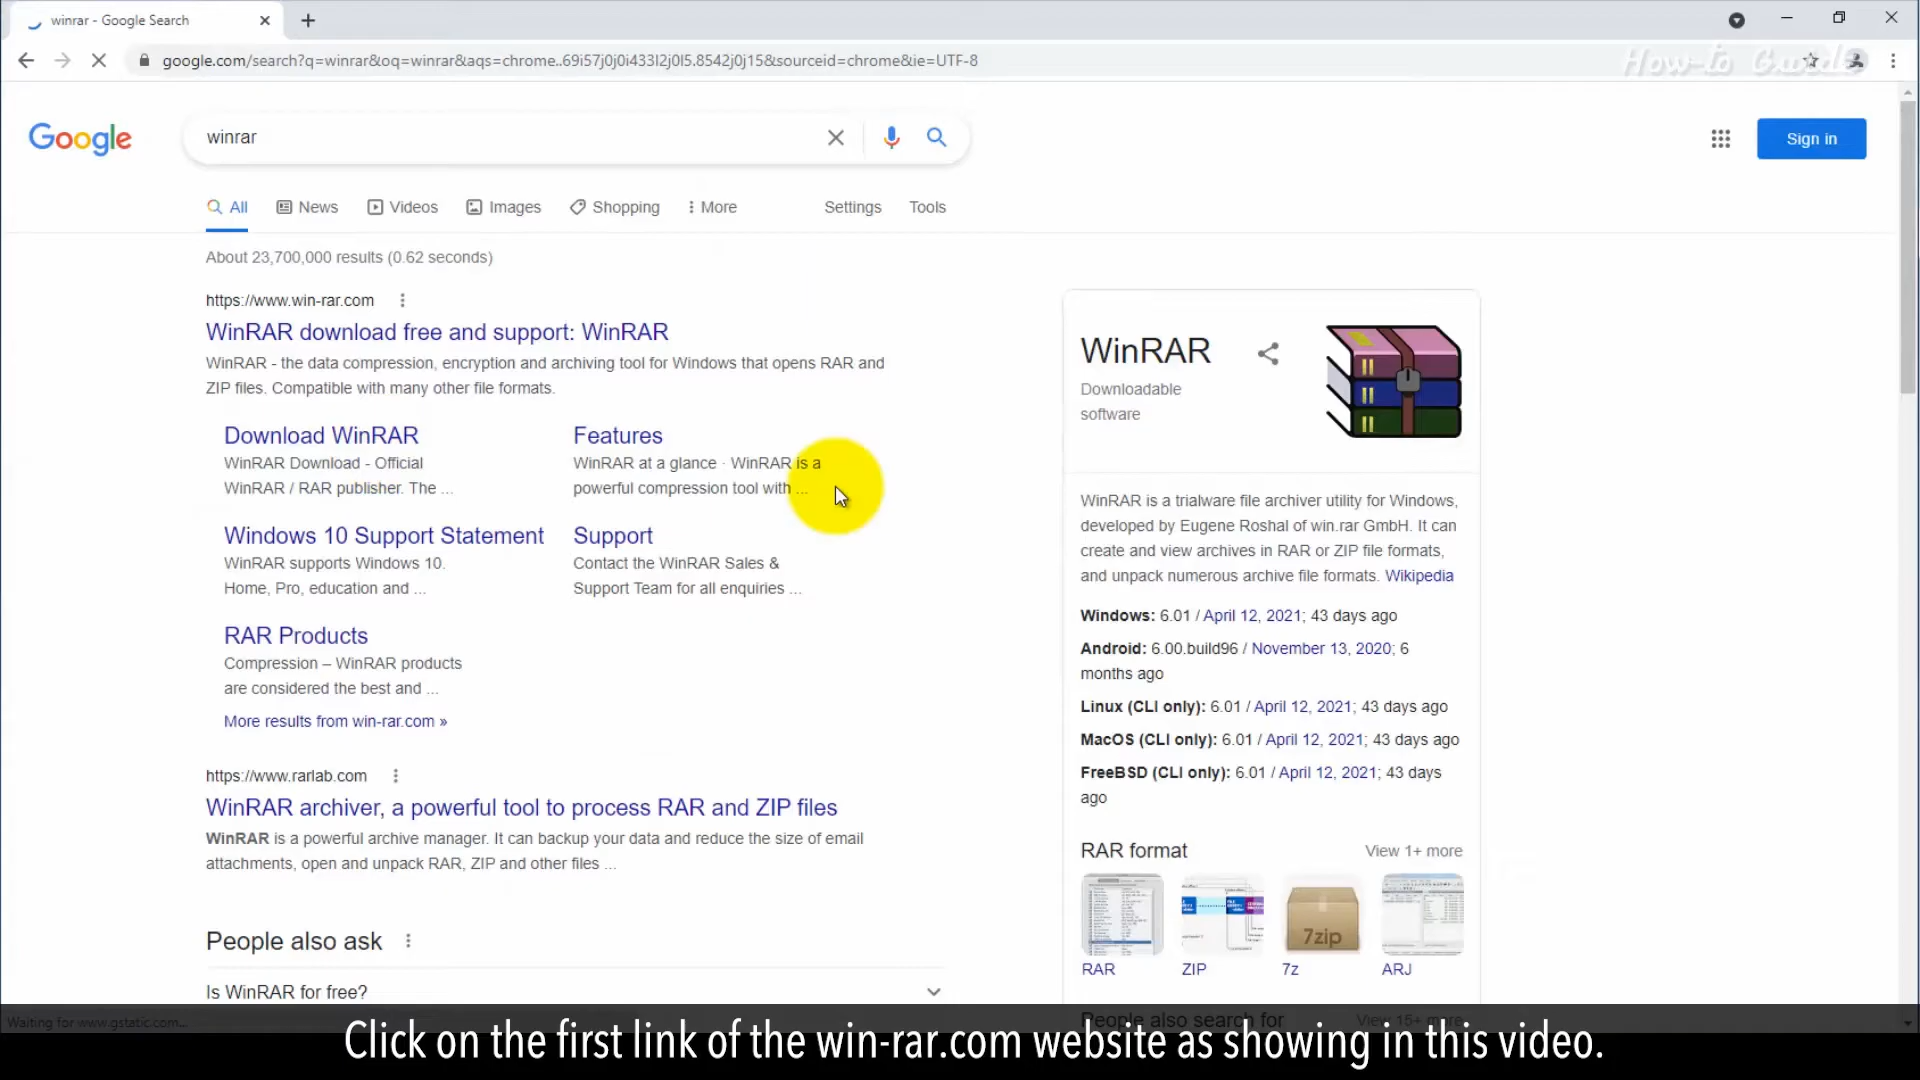 winrar - Google Search
google.com/search?q=winrar&oq=winrar&aqs=chrome..69i57j0j0i433l2j0l5.8542j0j15&sourceid=chrome&ie=UTF-8
How-to Guide
Google
winrar
Sign in
All
News
Videos
Images
Shopping
More
Settings
Tools
About 23,700,000 results (0.62 seconds)
https://www.win-rar.com
WinRAR download free and support: WinRAR
WinRAR - the data compression, encryption and archiving tool for Windows that opens RAR and
ZIP files. Compatible with many other file formats.
Download WinRAR
WinRAR Download - Official
WinRAR / RAR publisher. The ...
Features
WinRAR at a glance · WinRAR is a
powerful compression tool with ...
Windows 10 Support Statement
WinRAR supports Windows 10.
Home, Pro, education and ...
Support
Contact the WinRAR Sales &
Support Team for all enquiries ...
RAR Products
Compression – WinRAR products
are considered the best and ...
More results from win-rar.com »
https://www.rarlab.com
WinRAR archiver, a powerful tool to process RAR and ZIP files
WinRAR is a powerful archive manager. It can backup your data and reduce the size of email
attachments, open and unpack RAR, ZIP and other files ...
People also ask
Is WinRAR for free?
WinRAR
Downloadable
software
WinRAR is a trialware file archiver utility for Windows,
developed by Eugene Roshal of win.rar GmbH. It can
create and view archives in RAR or ZIP file formats,
and unpack numerous archive file formats. Wikipedia
Windows: 6.01 / April 12, 2021; 43 days ago
Android: 6.00.build96 / November 13, 2020; 6
months ago
Linux (CLI only): 6.01 / April 12, 2021; 43 days ago
MacOS (CLI only): 6.01 / April 12, 2021; 43 days ago
FreeBSD (CLI only): 6.01 / April 12, 2021; 43 days
ago
RAR format
View 1+ more
7zip
RAR
ZIP
7z
ARJ
People also search for
View 15+ more
Waiting for www.gstatic.com...
Click on the first link of the win-rar.com website as showing in this video.